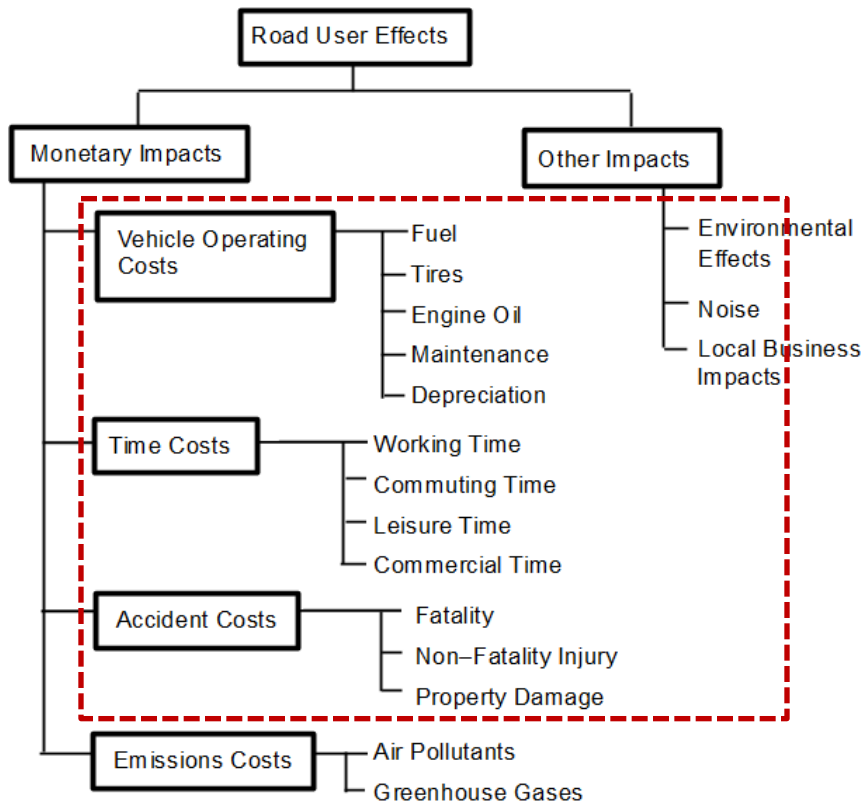 Road User Effects
Monetary Impacts
Other Impacts
Vehicle Operating
Costs
Fuel
Tires
Engine Oil
Maintenance
Depreciation
Environmental
Effects
Noise
Local Business
Impacts
Time Costs
Working Time
Commuting Time
Leisure Time
Commercial Time
Accident Costs
Fatality
Non–Fatality Injury
Property Damage
Emissions Costs
Air Pollutants
Greenhouse Gases